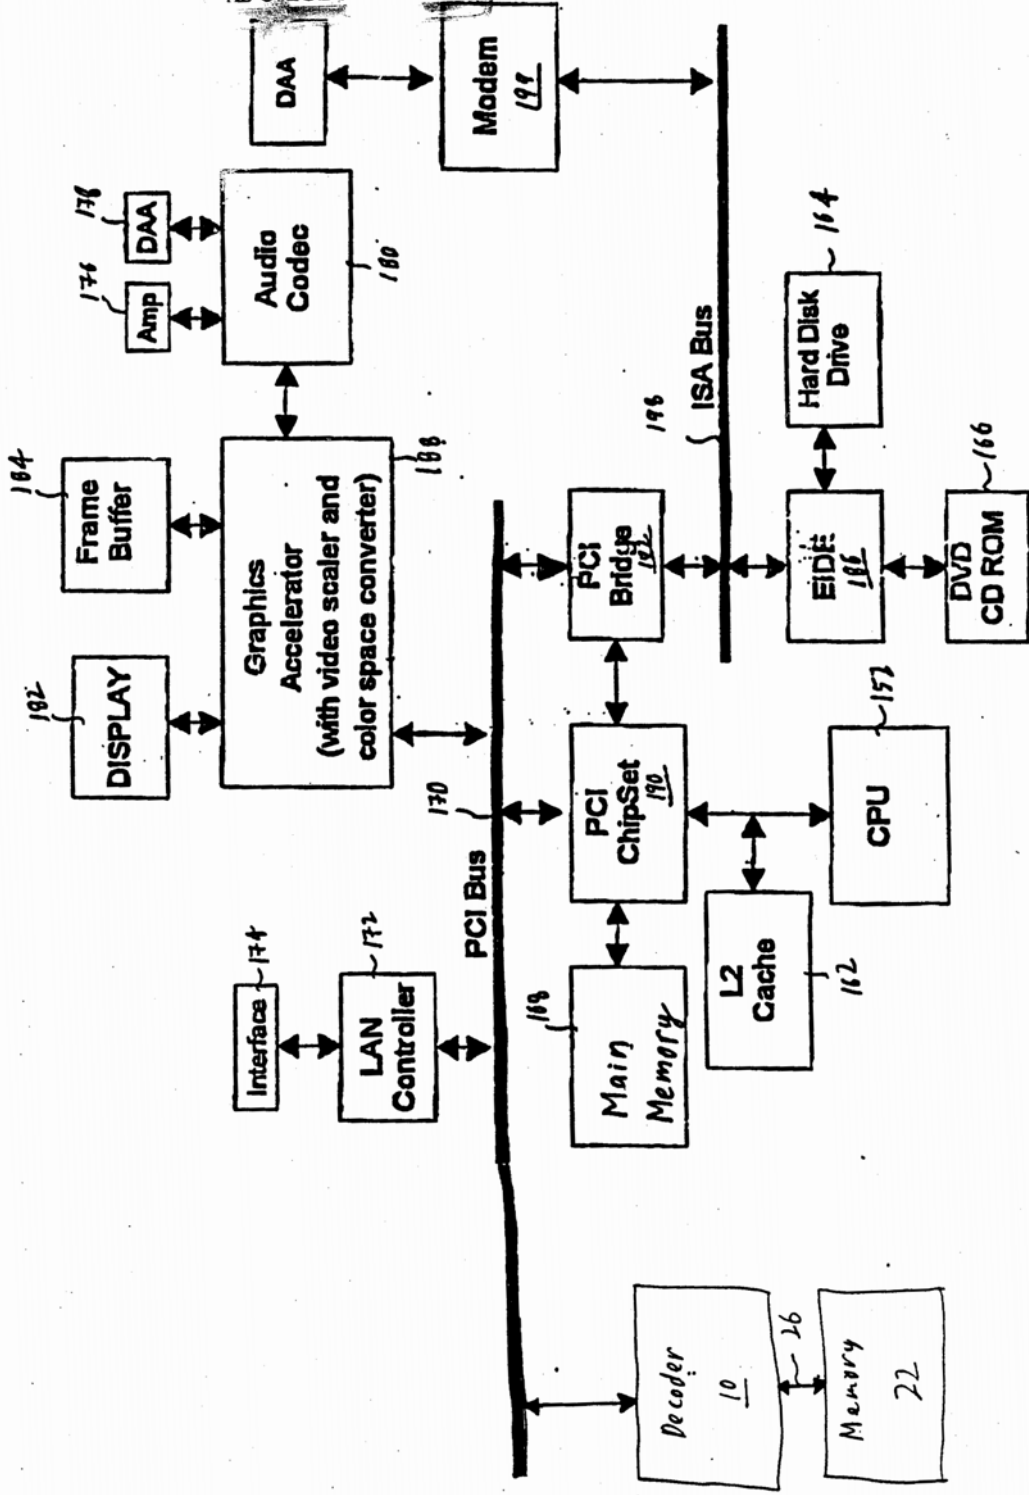 182
DISPLAY
184
Frame
Buffer
176
Amp
178
DAA
Interface
174
Graphics
Accelerator
(with video scaler and
color space converter)
188
Audio
Codec
180
DAA
LAN
Controller
172
PCI Bus
170
Modem
168
Main
Memory
PCI
ChipSet
190
PCI
Bridge
192
198
ISA Bus
Decoder
10
L2
Cache
162
26
Memory
22
CPU
152
EIDE
186
Hard Disk
Drive
164
DVD
CD ROM
166